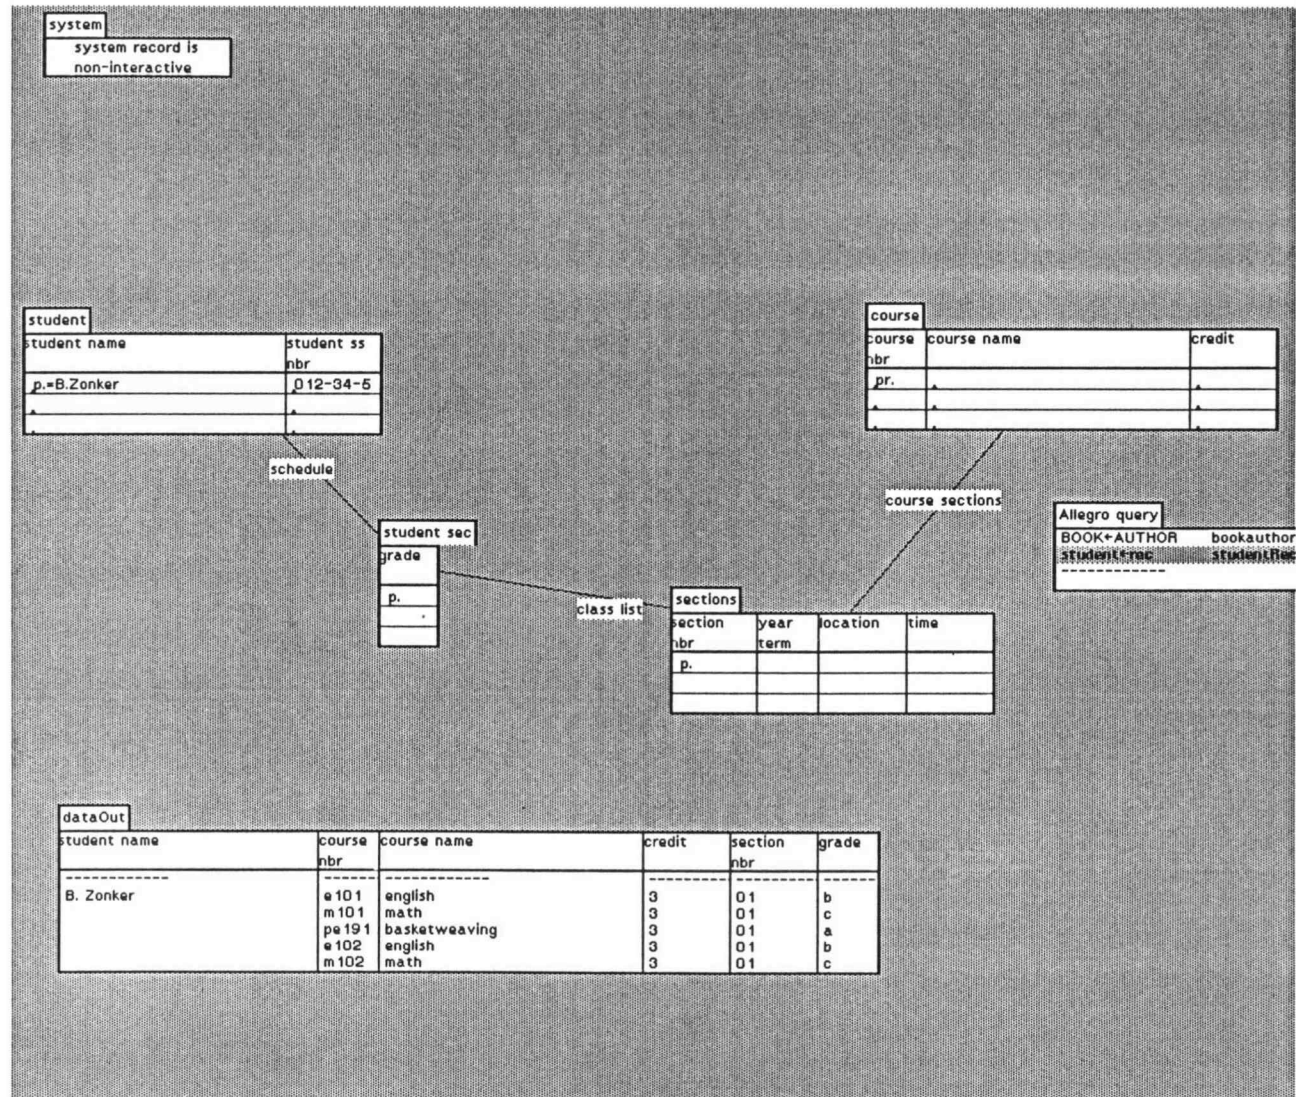 system
system record is
non-interactive
student
student name student ss
nbr
p.=B.Zonker 012-34-5
course
course course name credit
nbr
pr.
schedule
course sections
Allegro query
BOOK←AUTHOR bookauthor
student←rec studentRec
-------------
student sec
grade
p.
class list
sections
section year location time
nbr term
p.
dataOut
student name course course name credit section grade
nbr nbr
B. Zonker e101 english 3 01 b
m101 math 3 01 c
pe191 basketweaving 3 01 a
e102 english 3 01 b
m102 math 3 01 c